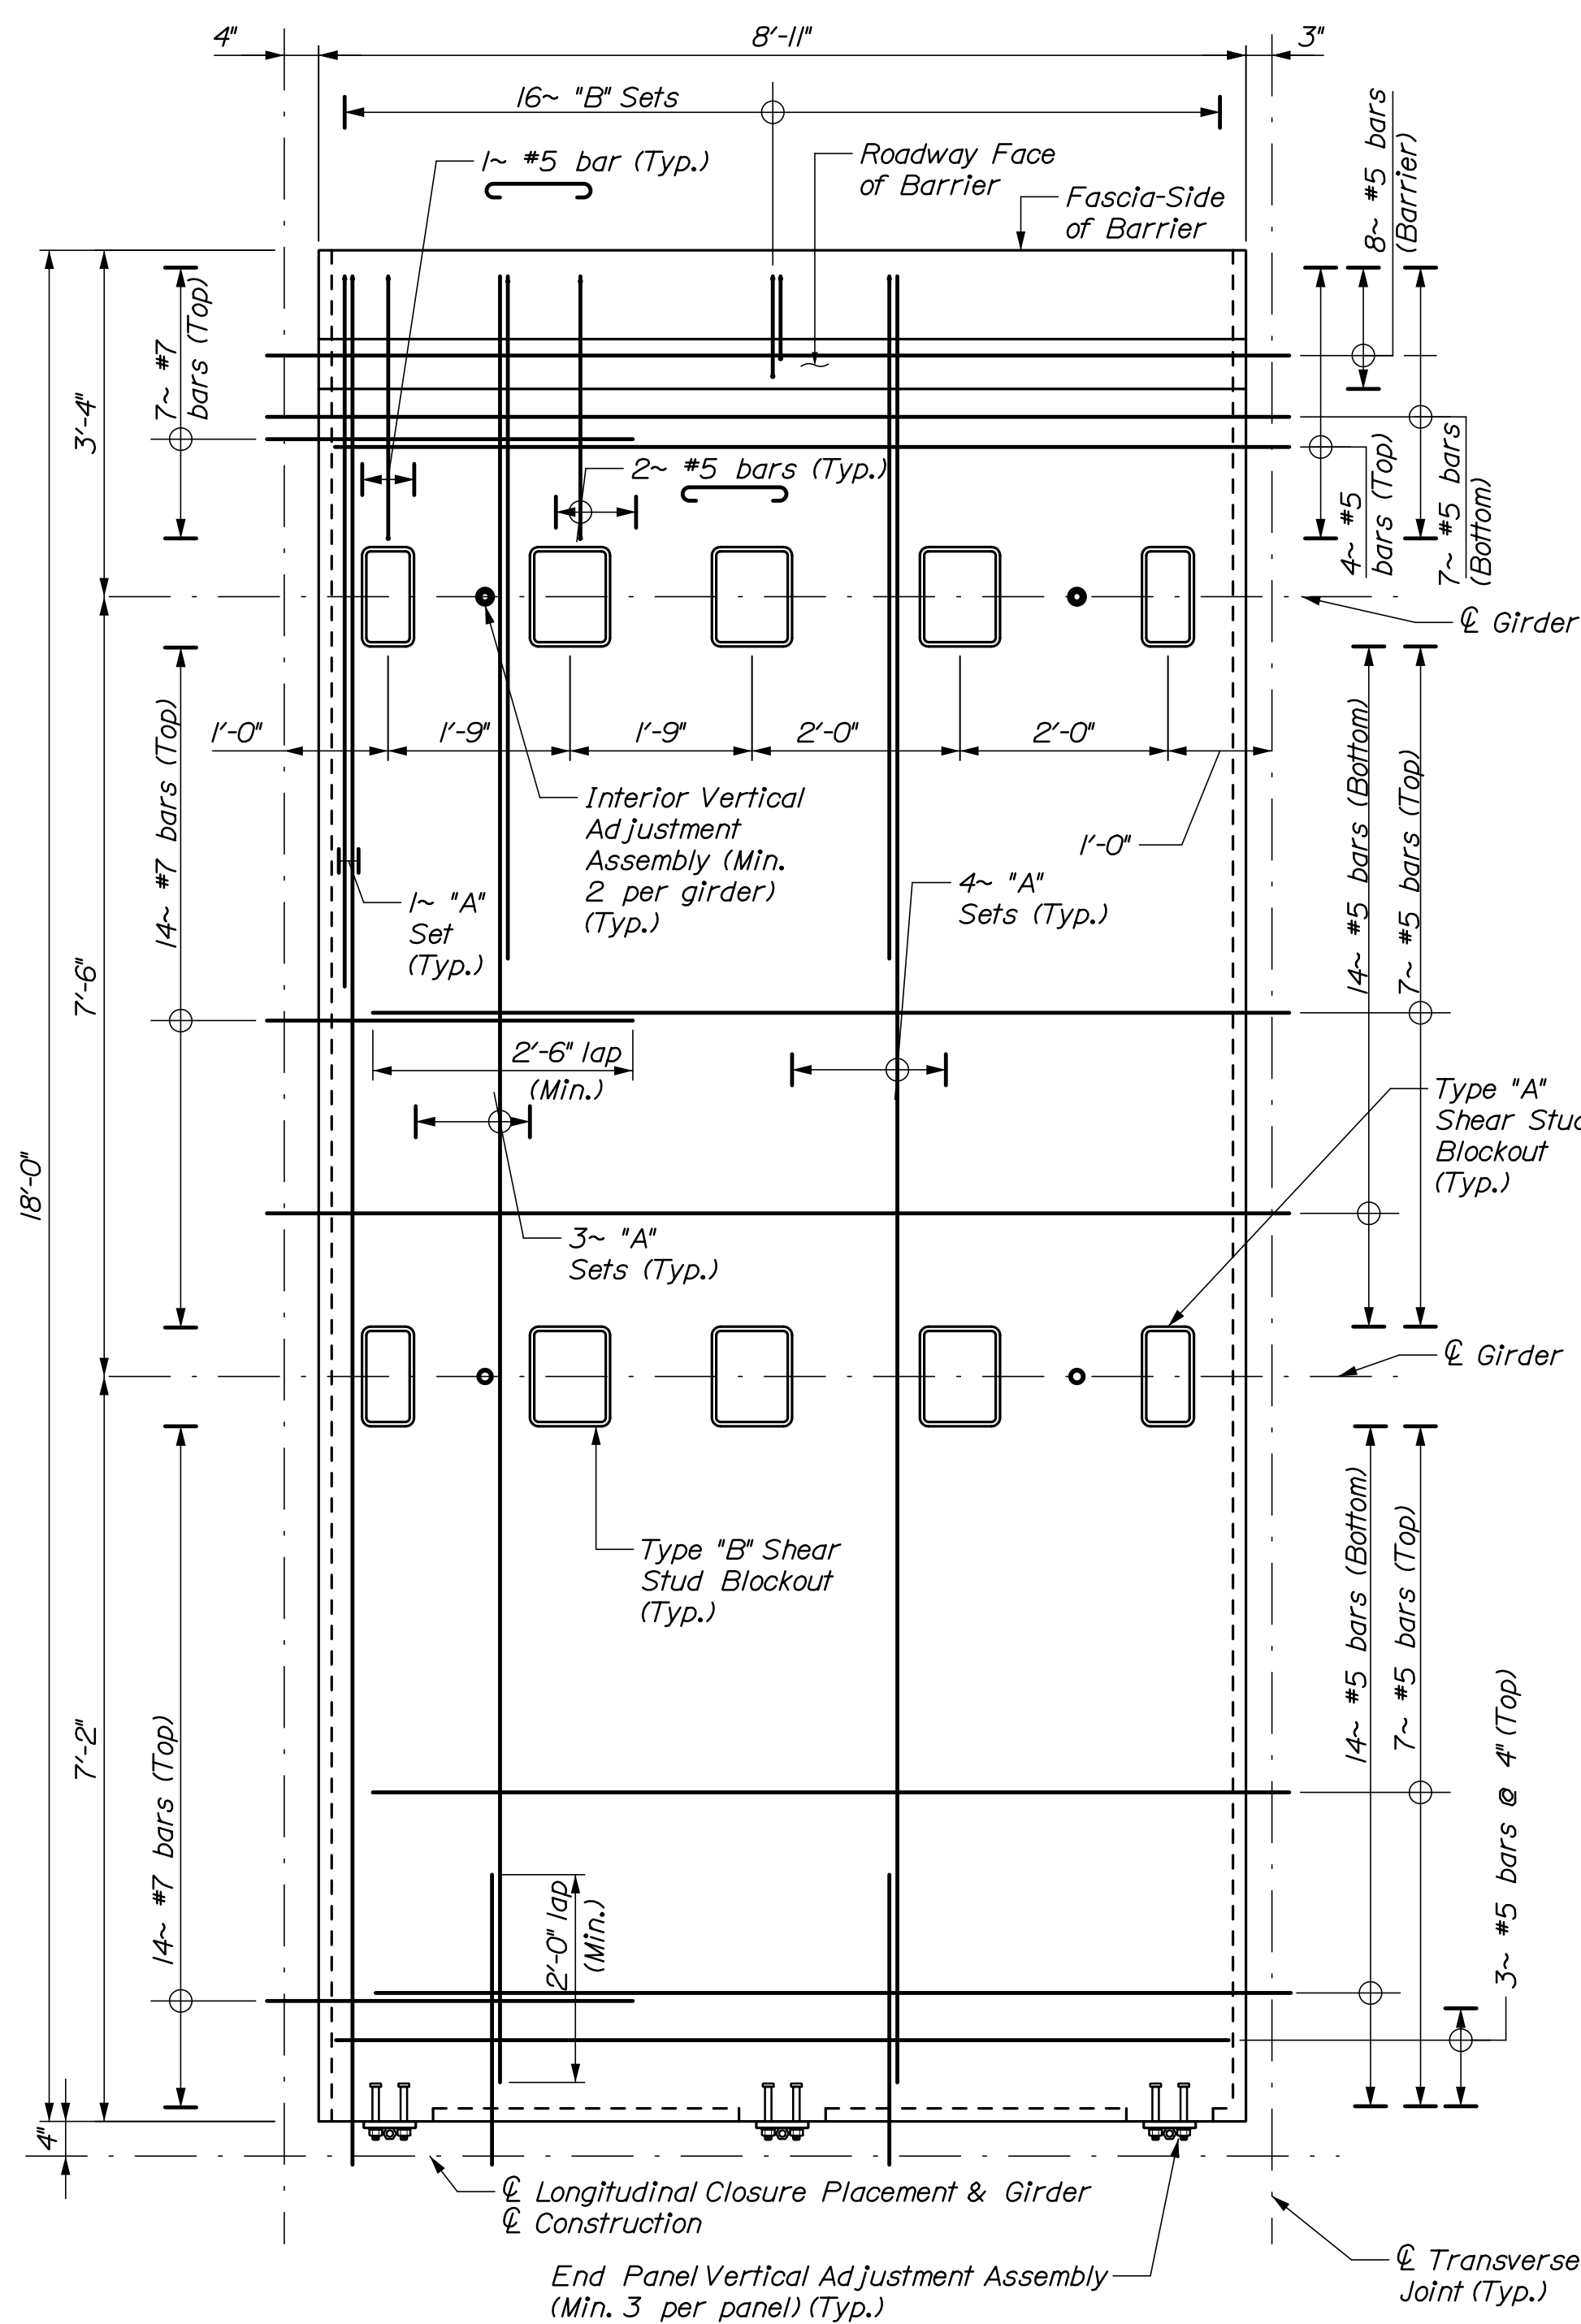 4"
8'-11"
3"
16~ "B" Sets
1~ #5 bar (Typ.)
Roadway Face
of Barrier
Fascia-Side
of Barrier
8~ #5 bars
(Barrier)
7~ #7
bars (Top)
3'-4"
2~ #5 bars (Typ.)
4~ #5
bars (Top)
7~ #5 bars
(Bottom)
℄ Girder
1'-0"
1'-9"
1'-9"
2'-0"
2'-0"
1'-0"
14~ #7 bars (Top)
14~ #5 bars (Bottom)
7~ #5 bars (Top)
Interior Vertical
Adjustment
Assembly (Min.
2 per girder)
(Typ.)
1~ "A"
Set
(Typ.)
4~ "A"
Sets (Typ.)
7'-6"
2'-6" lap
(Min.)
Type "A"
Shear Stud
Blockout
(Typ.)
18'-0"
3~ "A"
Sets (Typ.)
℄ Girder
Type "B" Shear
Stud Blockout
(Typ.)
14~ #5 bars (Bottom)
7~ #5 bars (Top)
3~ #5 bars @ 4" (Top)
7'-2"
14~ #7 bars (Top)
2'-0" lap
(Min.)
4"
℄ Longitudinal Closure Placement & Girder
℄ Construction
End Panel Vertical Adjustment Assembly
(Min. 3 per panel) (Typ.)
℄ Transverse
Joint (Typ.)